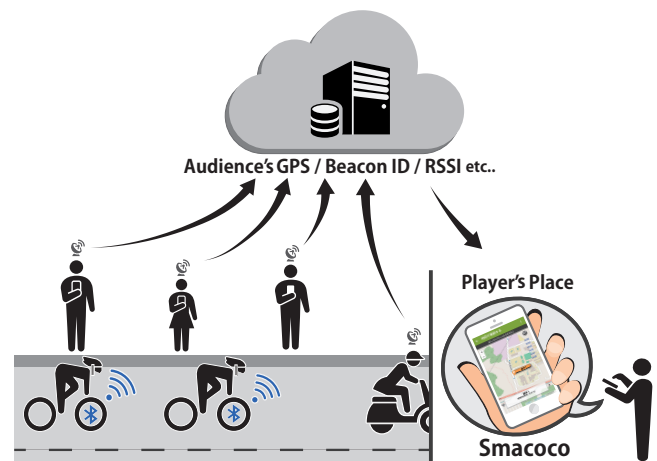 Audience's GPS / Beacon ID / RSSI etc..
Player's Place
Smacoco